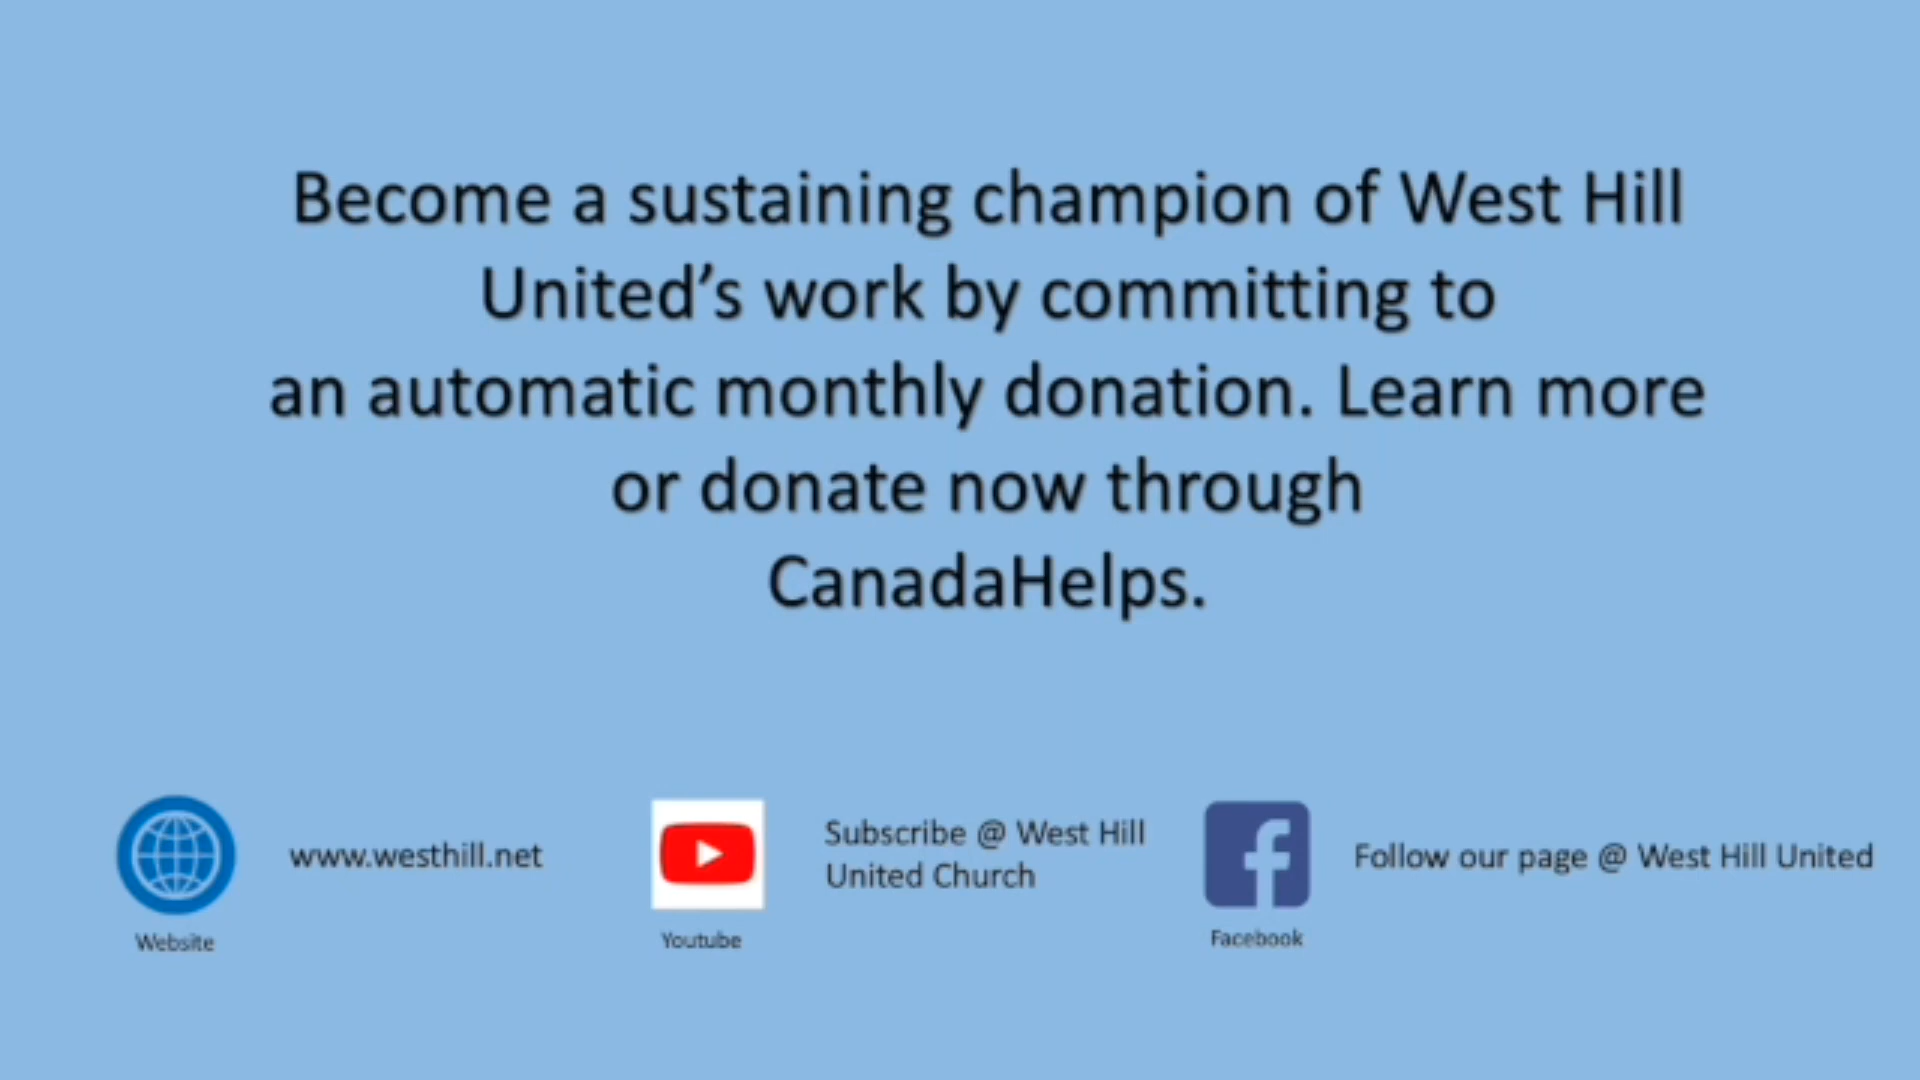 Become a sustaining champion of West Hill
United’s work by committing to
an automatic monthly donation. Learn more
or donate now through
CanadaHelps.
www.westhill.net
Website
Subscribe @ West Hill
United Church
Youtube
Follow our page @ West Hill United
Facebook